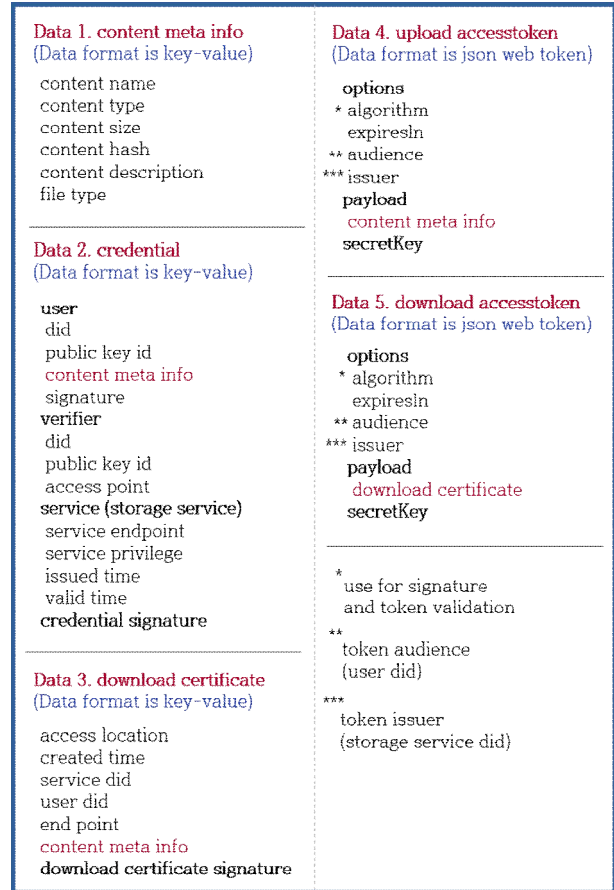 Data 1. content meta info
(Data format is key-value)
content name
content type
content size
content hash
content description
file type
Data 2. credential
(Data format is key-value)
user
did
public key id
content meta info
signature
verifier
did
public key id
access point
service (storage service)
service endpoint
service privilege
issued time
valid time
credential signature
Data 3. download certificate
(Data format is key-value)
access location
created time
service did
user did
end point
content meta info
download certificate signature
Data 4. upload accesstoken
(Data format is json web token)
options
* algorithm
expiresIn
** audience
*** issuer
payload
content meta info
secretKey
Data 5. download accesstoken
(Data format is json web token)
options
* algorithm
expiresIn
** audience
*** issuer
payload
download certificate
secretKey
*
use for signature
and token validation
**
token audience
(user did)
***
token issuer
(storage service did)